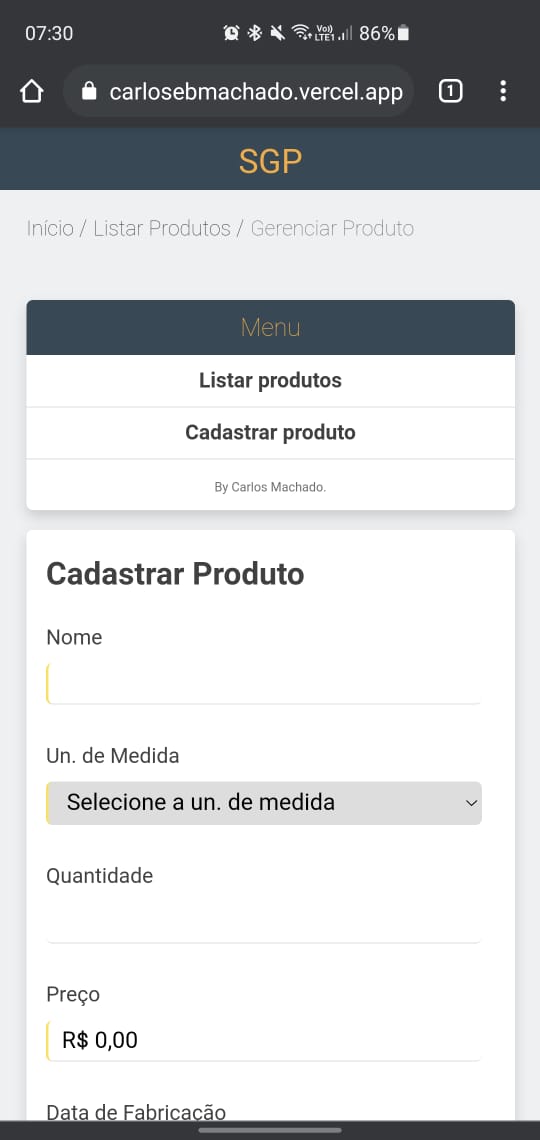 07:30 Vo)) LTE1 86%
carlosebmachado.vercel.app 1
SGP
Início / Listar Produtos / Gerenciar Produto
Menu
Listar produtos
Cadastrar produto
By Carlos Machado.
Cadastrar Produto
Nome
Un. de Medida
Selecione a un. de medida
Quantidade
Preço
R$ 0,00
Data de Fabricação